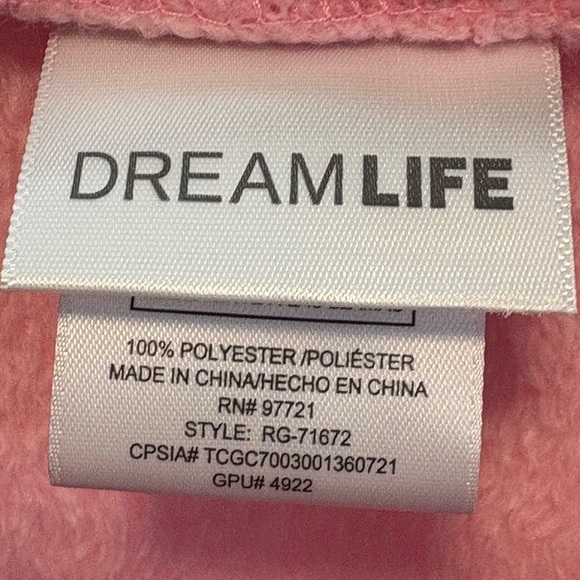 DREAMLIFE
100% POLYESTER /POLIÉSTER
MADE IN CHINA/HECHO EN CHINA
RN# 97721
STYLE: RG-71672
CPSIA# TCGC7003001360721
GPU# 4922